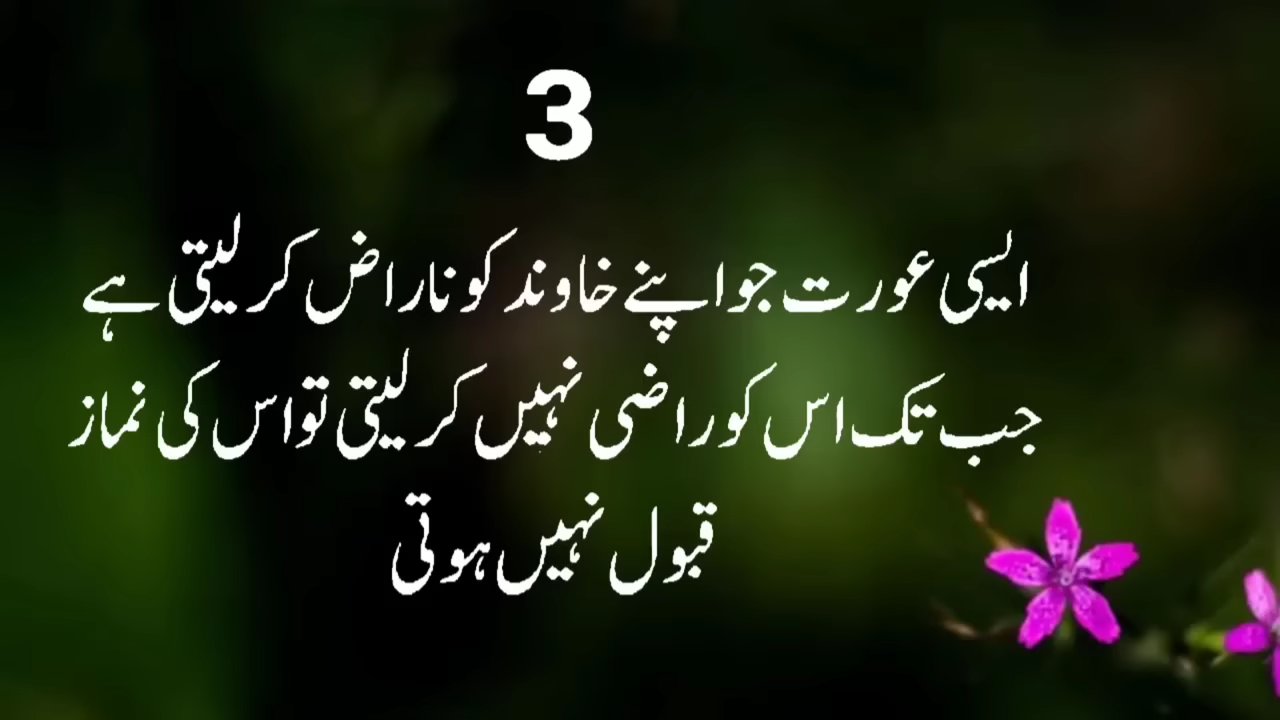 3
ایسی عورت جو اپنے خاوند کو ناراض کر لیتی ہے
جب تک اس کو راضی نہیں کر لیتی تو اس کی نماز
قبول نہیں ہوتی